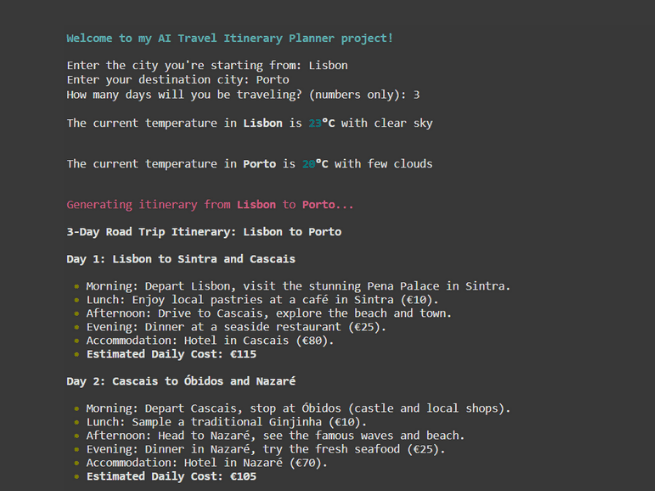 Welcome to my AI Travel Itinerary Planner project!
Enter the city you're starting from: Lisbon
Enter your destination city: Porto
How many days will you be traveling? (numbers only): 3
The current temperature in Lisbon is 23°C with clear sky
The current temperature in Porto is 20°C with few clouds
Generating itinerary from Lisbon to Porto...
3-Day Road Trip Itinerary: Lisbon to Porto
Day 1: Lisbon to Sintra and Cascais
• Morning: Depart Lisbon, visit the stunning Pena Palace in Sintra.
• Lunch: Enjoy local pastries at a café in Sintra (€10).
• Afternoon: Drive to Cascais, explore the beach and town.
• Evening: Dinner at a seaside restaurant (€25).
• Accommodation: Hotel in Cascais (€80).
• Estimated Daily Cost: €115
Day 2: Cascais to Óbidos and Nazaré
• Morning: Depart Cascais, stop at Óbidos (castle and local shops).
• Lunch: Sample a traditional Ginjinha (€10).
• Afternoon: Head to Nazaré, see the famous waves and beach.
• Evening: Dinner in Nazaré, try the fresh seafood (€25).
• Accommodation: Hotel in Nazaré (€70).
• Estimated Daily Cost: €105